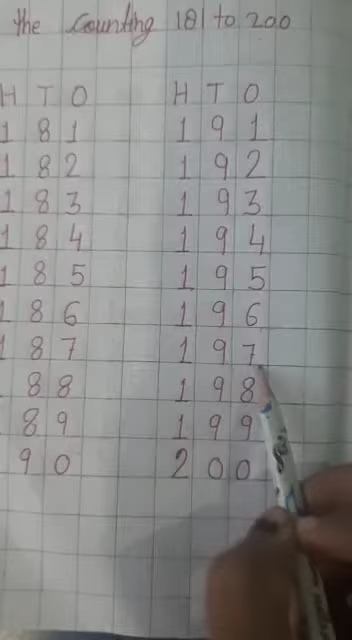 the Counting 181 to 200
H T O H T O
1 8 1 1 9 1
1 8 2 1 9 2
1 8 3 1 9 3
1 8 4 1 9 4
1 8 5 1 9 5
1 8 6 1 9 6
1 8 7 1 9 7
8 8 1 9 8
8 9 1 9 9
9 0 2 0 0